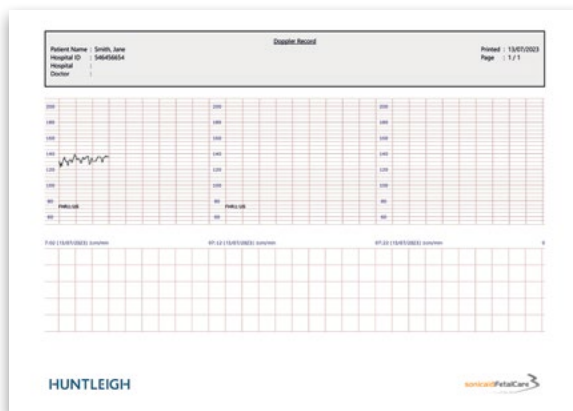 Doppler Record
Patient Name : Smith, Jane
Hospital ID : 546456654
Hospital :
Doctor :
Printed : 13/07/2023
Page : 1 / 1
200 200 200
180 180 180
160 160 160
140 140 140
120 120 120
100 100 100
80 80 80
60 60 60
HUNTLEIGH
sonicaidFetalCare3